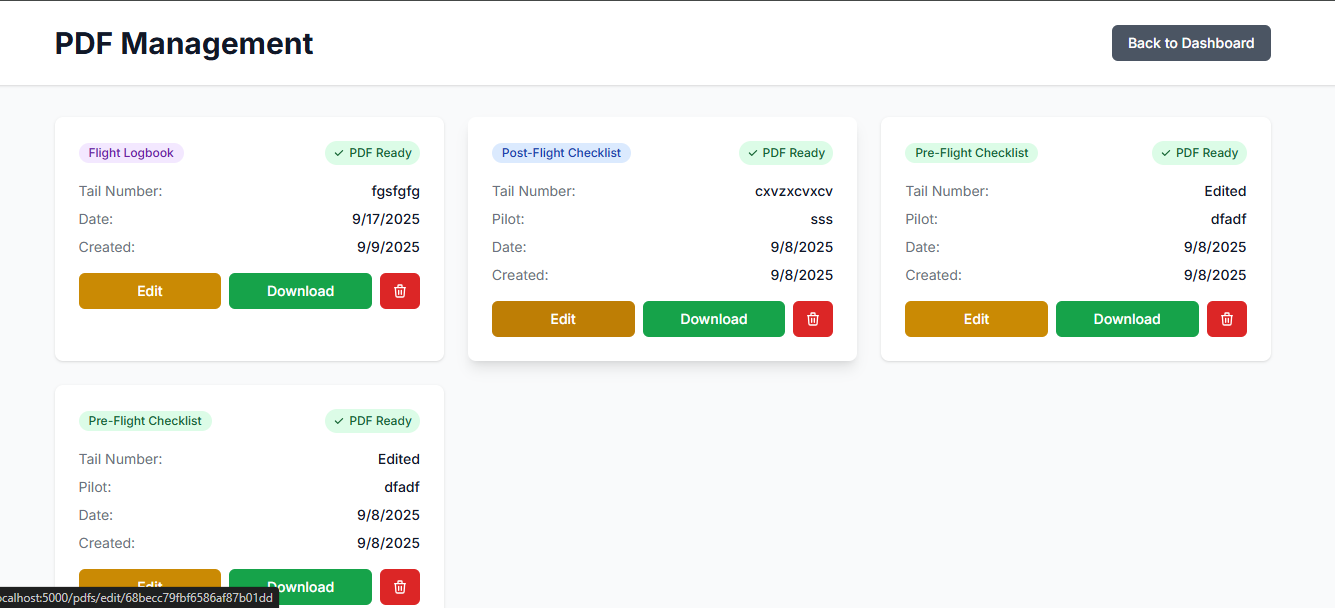 PDF Management
Back to Dashboard
Flight Logbook
✓ PDF Ready
Tail Number: fgsfgfg
Date: 9/17/2025
Created: 9/9/2025
Edit
Download
Post-Flight Checklist
✓ PDF Ready
Tail Number: cxvzxcvxcv
Pilot: sss
Date: 9/8/2025
Created: 9/8/2025
Edit
Download
Pre-Flight Checklist
✓ PDF Ready
Tail Number: Edited
Pilot: dfadf
Date: 9/8/2025
Created: 9/8/2025
Edit
Download
Pre-Flight Checklist
✓ PDF Ready
Tail Number: Edited
Pilot: dfadf
Date: 9/8/2025
Created: 9/8/2025
Edit
Download
ocalhost:5000/pdfs/edit/68becc79fbf6586af87b01dd